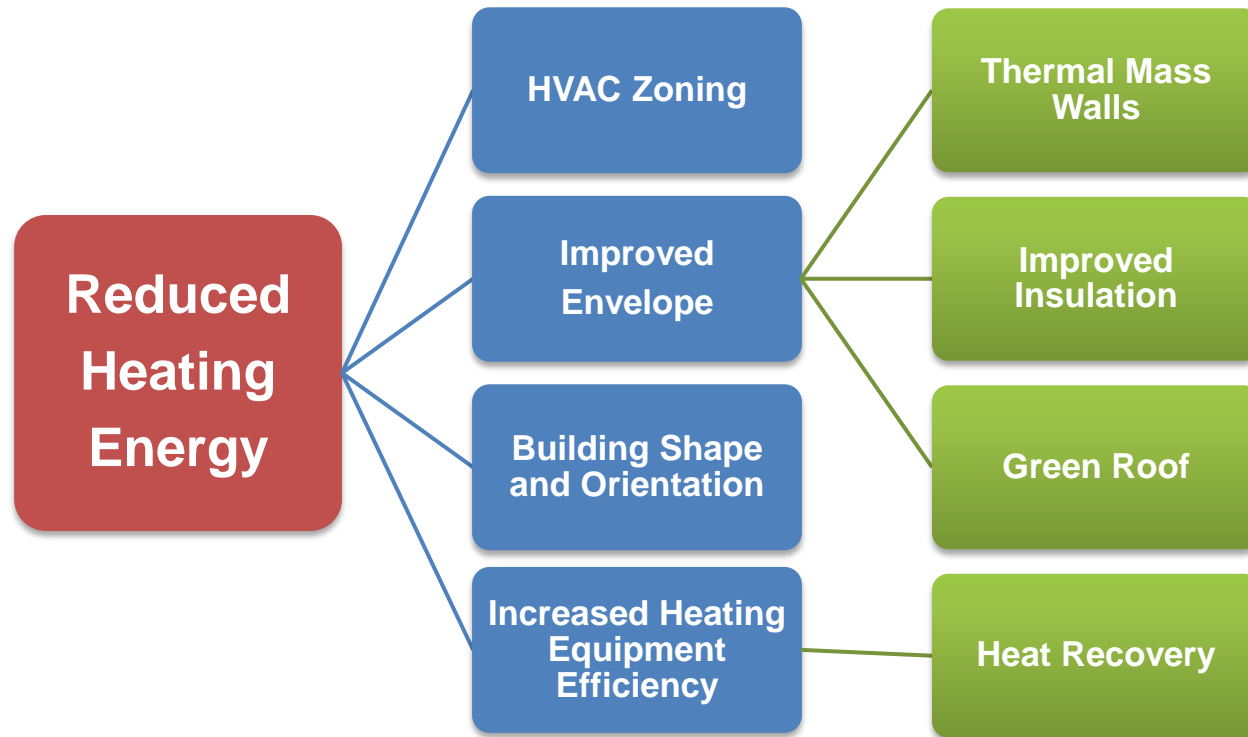 Reduced
Heating
Energy
HVAC Zoning
Improved
Envelope
Building Shape
and Orientation
Increased Heating
Equipment
Efficiency
Thermal Mass
Walls
Improved
Insulation
Green Roof
Heat Recovery